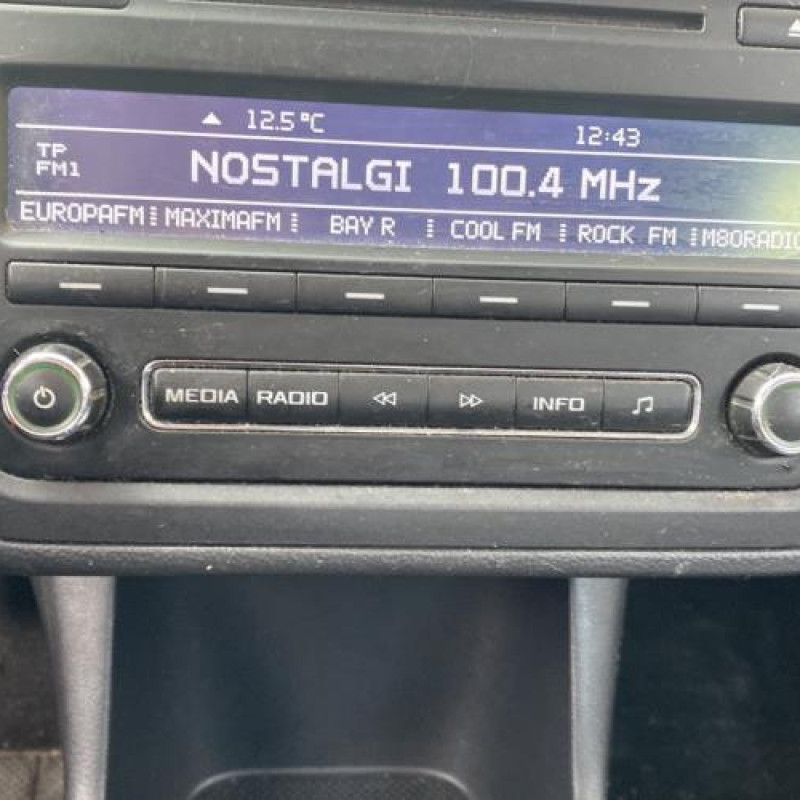 12.5°C 12:43
TP
FM1
NOSTALGI 100.4 MHz
EUROPAFM MAXIMAFM BAY R COOL FM ROCK FM M80RADIO
MEDIA RADIO INFO